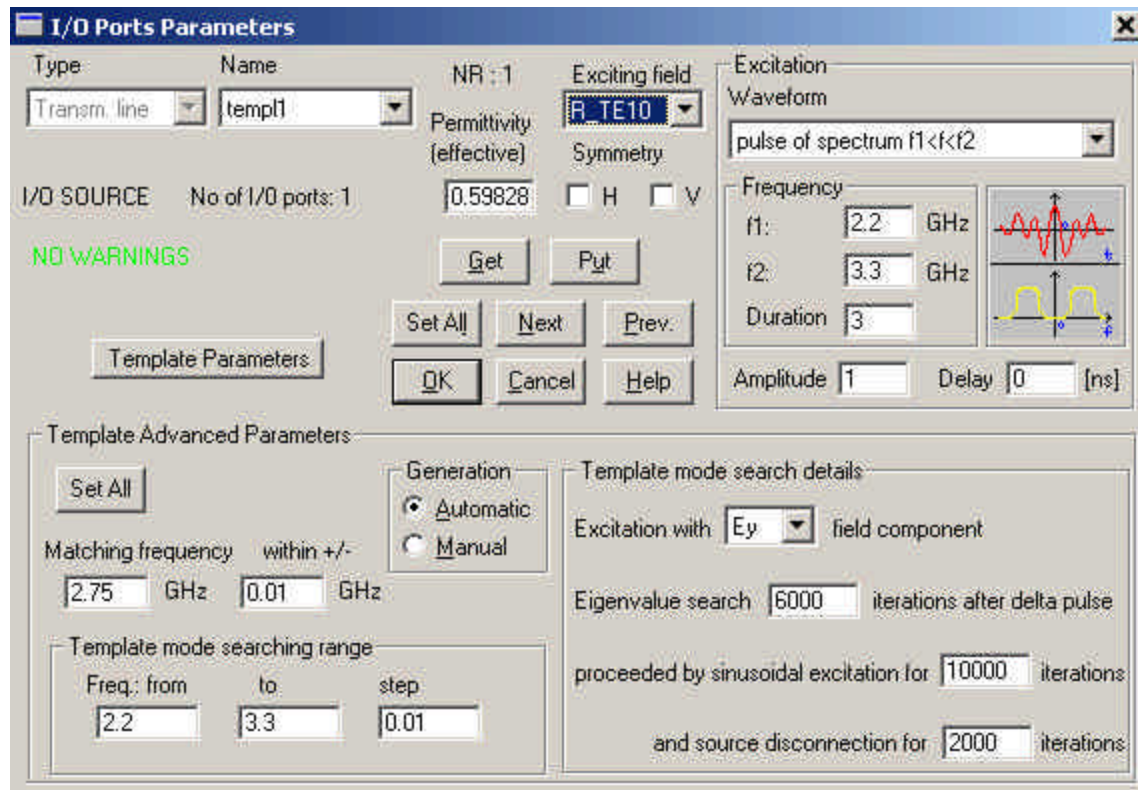 I/O Ports Parameters
Type
Name
NR : 1
Exciting field
Transm. line
templ1
R_TE10
Permittivity
(effective)
Symmetry
I/O SOURCE
No of I/O ports: 1
0.59828
H
V
NO WARNINGS
Get
Put
Set All
Next
Prev.
Template Parameters
OK
Cancel
Help
Excitation
Waveform
pulse of spectrum f1<f<f2
Frequency
f1:
2.2
GHz
f2:
3.3
GHz
Duration
3
Amplitude
1
Delay
0
[ns]
Template Advanced Parameters
Set All
Generation
Automatic
Manual
Matching frequency
within +/-
2.75
GHz
0.01
GHz
Template mode searching range
Freq.: from
to
step
2.2
3.3
0.01
Template mode search details
Excitation with Ey field component
Eigenvalue search 6000 iterations after delta pulse
proceeded by sinusoidal excitation for 10000 iterations
and source disconnection for 2000 iterations